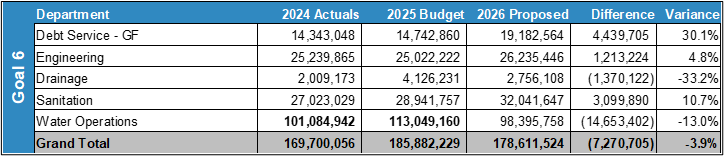 Goal 6
Department 2024 Actuals 2025 Budget 2026 Proposed Difference Variance
Debt Service - GF 14,343,048 14,742,860 19,182,564 4,439,705 30.1%
Engineering 25,239,865 25,022,222 26,235,446 1,213,224 4.8%
Drainage 2,009,173 4,126,231 2,756,108 (1,370,122) -33.2%
Sanitation 27,023,029 28,941,757 32,041,647 3,099,890 10.7%
Water Operations 101,084,942 113,049,160 98,395,758 (14,653,402) -13.0%
Grand Total 169,700,056 185,882,229 178,611,524 (7,270,705) -3.9%